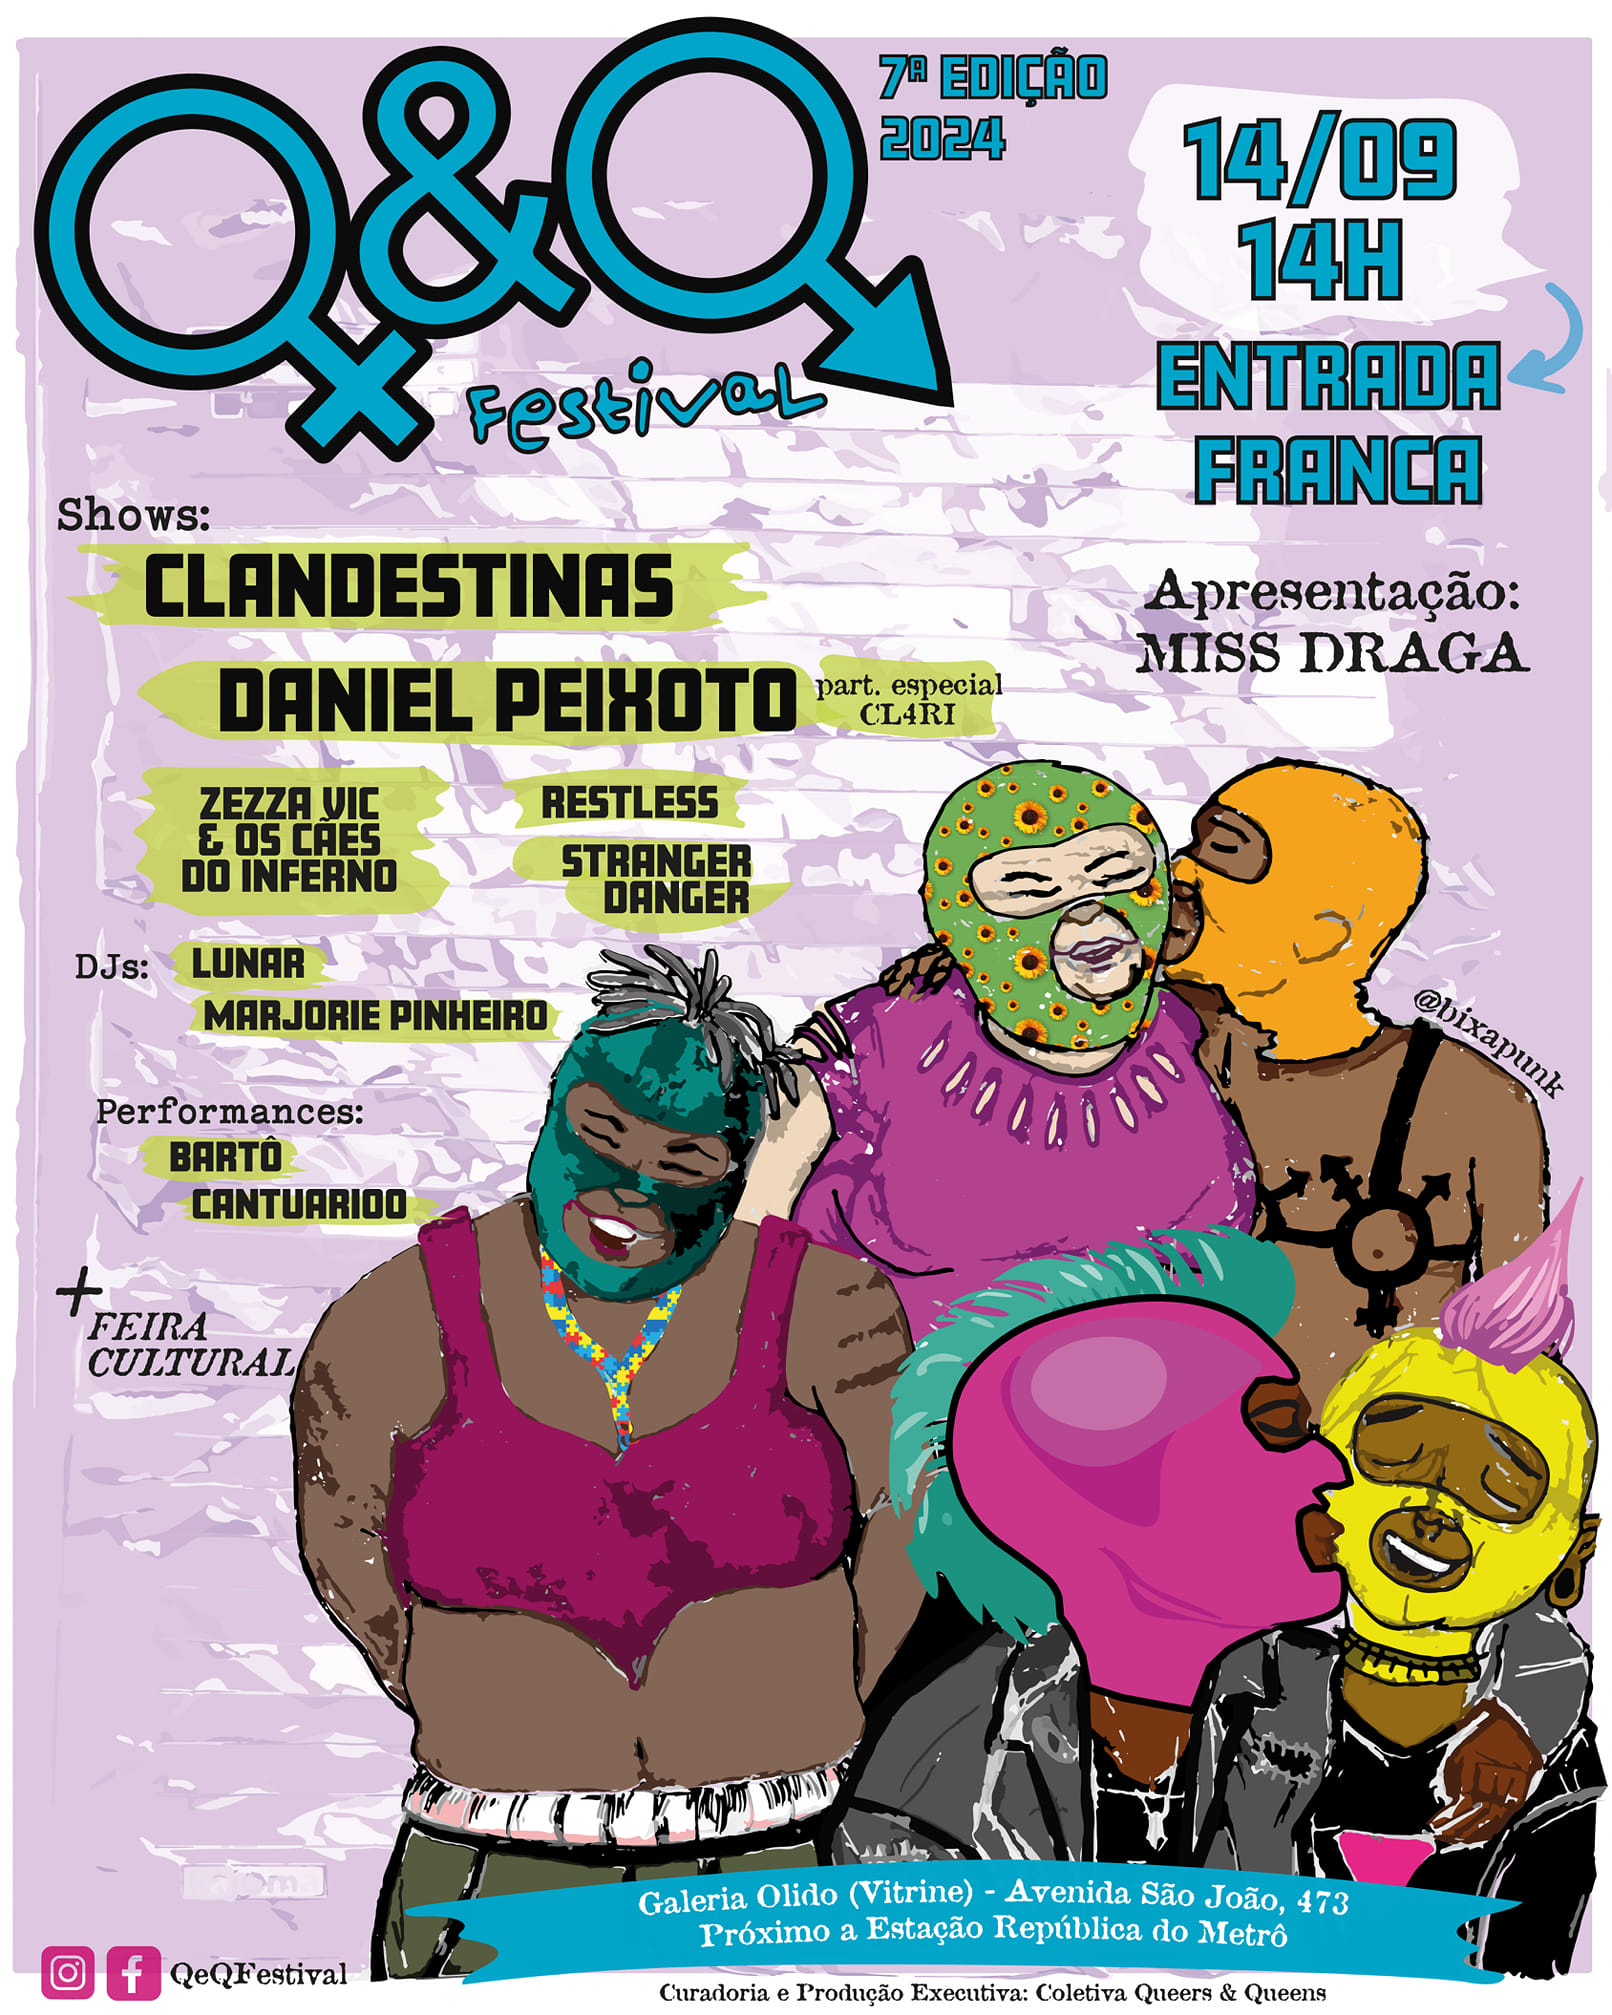 Q&Q
Festival
7ª EDIÇÃO
2024
14/09
14H
ENTRADA
FRANCA
Shows:
CLANDESTINAS
DANIEL PEIXOTO
part. especial
CL4RI
ZEZZA VIC
& OS CÃES
DO INFERNO
RESTLESS
STRANGER
DANGER
Apresentação:
MISS DRAGA
DJs:
LUNAR
MARJORIE PINHEIRO
Performances:
BARTÔ
CANTUARIOO
+
FEIRA
CULTURAL
@bixapunk
Galeria Olido (Vitrine) - Avenida São João, 473
Próximo a Estação República do Metrô
QeQFestival
Curadoria e Produção Executiva: Coletiva Queers & Queens